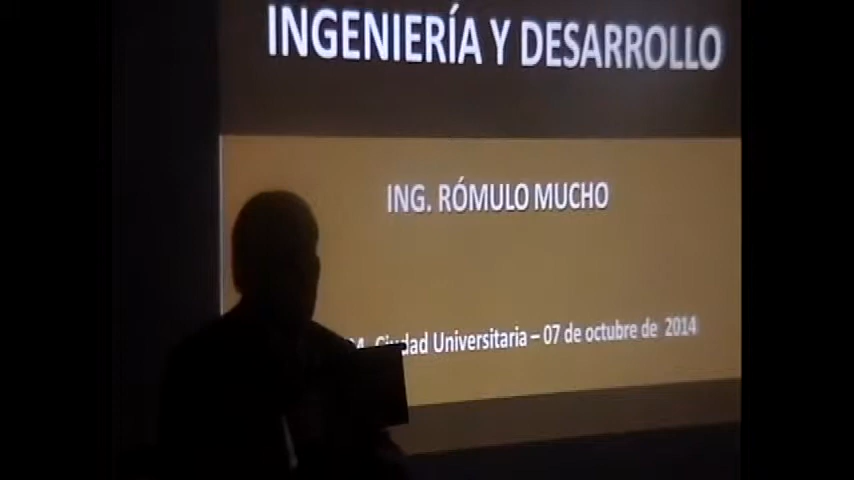 INGENIERÍA Y DESARROLLO
ING. RÓMULO MUCHO
Ciudad Universitaria – 07 de octubre de 2014